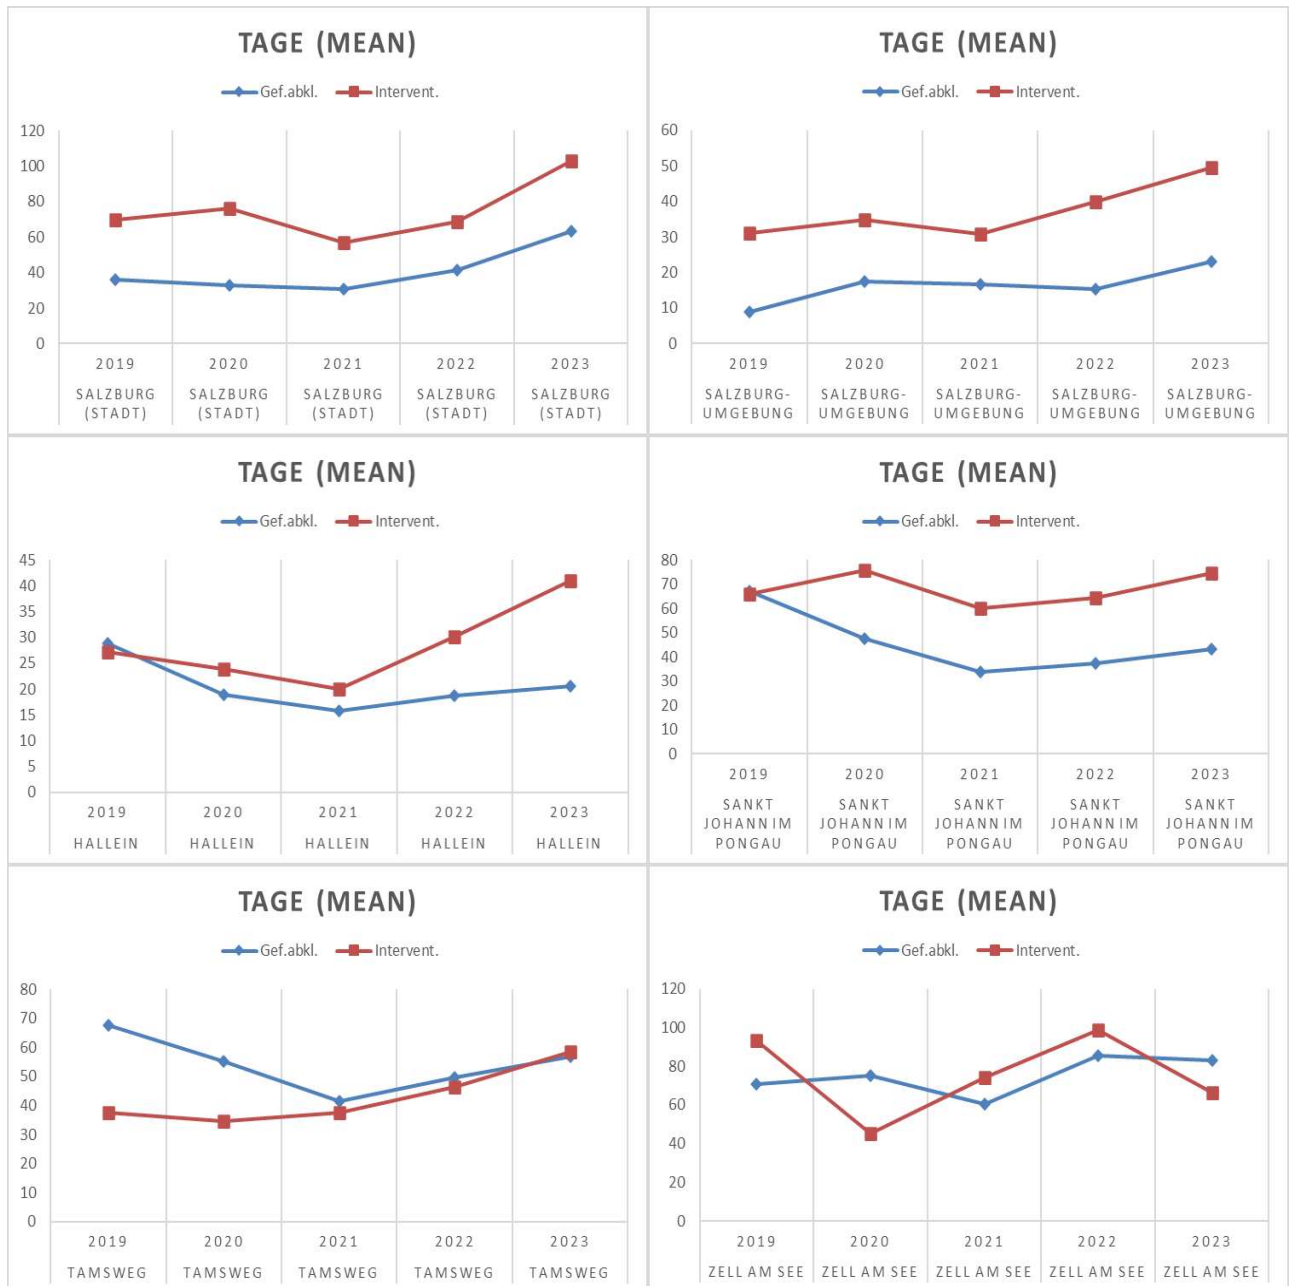 TAGE (MEAN)
Gef.abkl. Intervent.
120
100
80
60
40
20
0
2019 2020 2021 2022 2023
SALZBURG SALZBURG SALZBURG SALZBURG SALZBURG
(STADT) (STADT) (STADT) (STADT) (STADT)
TAGE (MEAN)
Gef.abkl. Intervent.
60
50
40
30
20
10
0
2019 2020 2021 2022 2023
SALZBURG- SALZBURG- SALZBURG- SALZBURG- SALZBURG-
UMGEBUNG UMGEBUNG UMGEBUNG UMGEBUNG UMGEBUNG
TAGE (MEAN)
Gef.abkl. Intervent.
45
40
35
30
25
20
15
10
5
0
2019 2020 2021 2022 2023
HALLEIN HALLEIN HALLEIN HALLEIN HALLEIN
TAGE (MEAN)
Gef.abkl. Intervent.
80
70
60
50
40
30
20
10
0
2019 2020 2021 2022 2023
SANKT SANKT SANKT SANKT SANKT
JOHANN IM JOHANN IM JOHANN IM JOHANN IM JOHANN IM
PONGAU PONGAU PONGAU PONGAU PONGAU
TAGE (MEAN)
Gef.abkl. Intervent.
80
70
60
50
40
30
20
10
0
2019 2020 2021 2022 2023
TAMSWEG TAMSWEG TAMSWEG TAMSWEG TAMSWEG
TAGE (MEAN)
Gef.abkl. Intervent.
120
100
80
60
40
20
0
2019 2020 2021 2022 2023
ZELL AM SEE ZELL AM SEE ZELL AM SEE ZELL AM SEE ZELL AM SEE